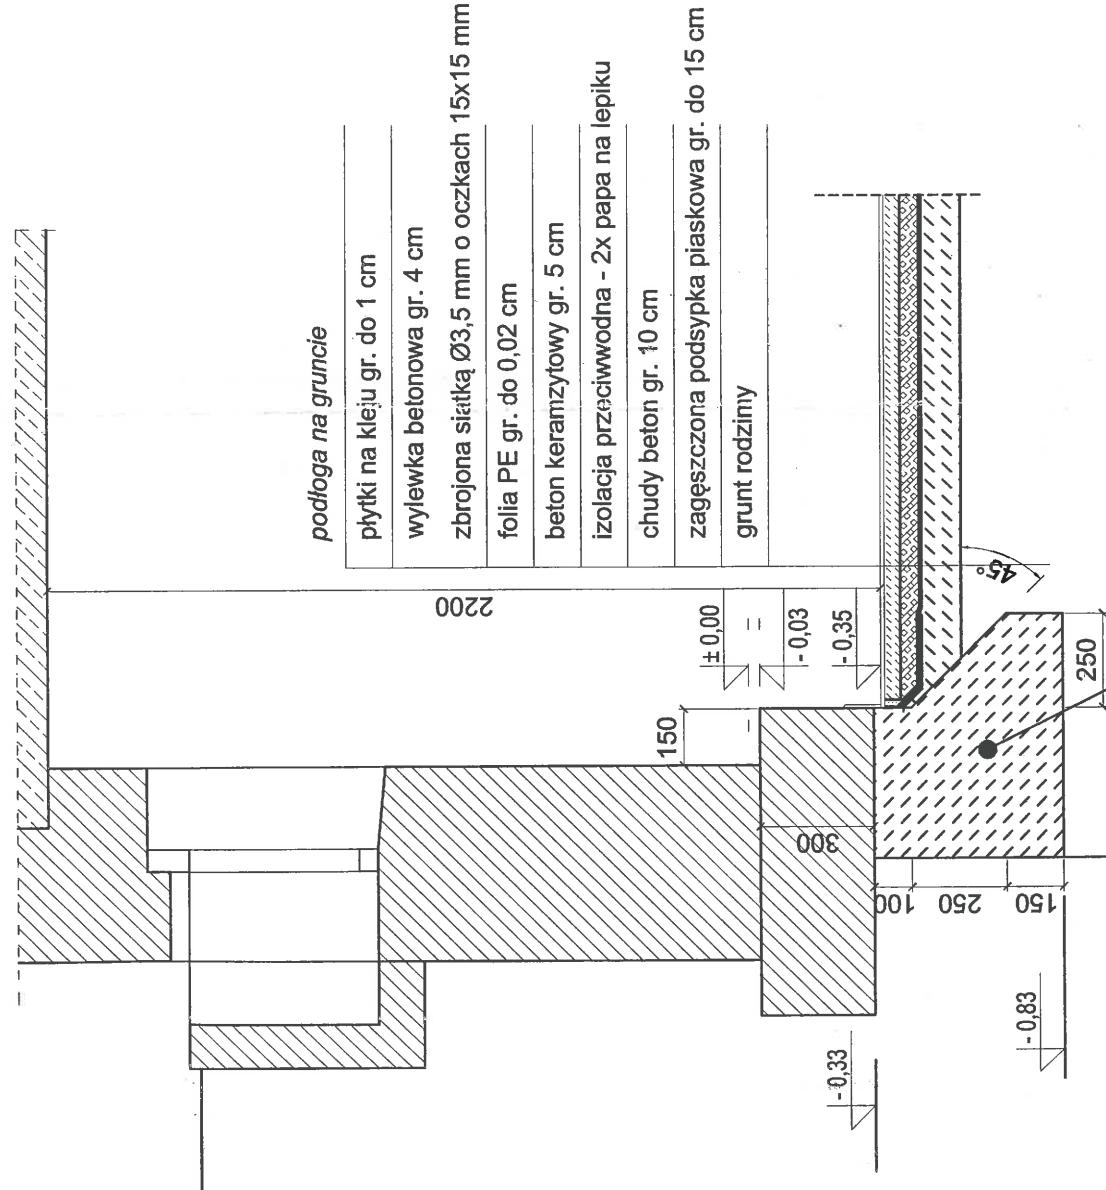 podłoga na gruncie
płytki na kleju gr. do 1 cm
wylewka betonowa gr. 4 cm
zbrojona siatką Ø3,5 mm o oczkach 15x15 mm
folia PE gr. do 0,02 cm
beton keramzytowy gr. 5 cm
izolacja przeciwwodna - 2x papa na lepiku
chudy beton gr. 10 cm
zagęszczona podsypka piaskowa gr. do 15 cm
grunt rodzimy
2200
± 0,00
- 0,03
- 0,35
150
300
45°
250
100
250
150
- 0,33
- 0,83